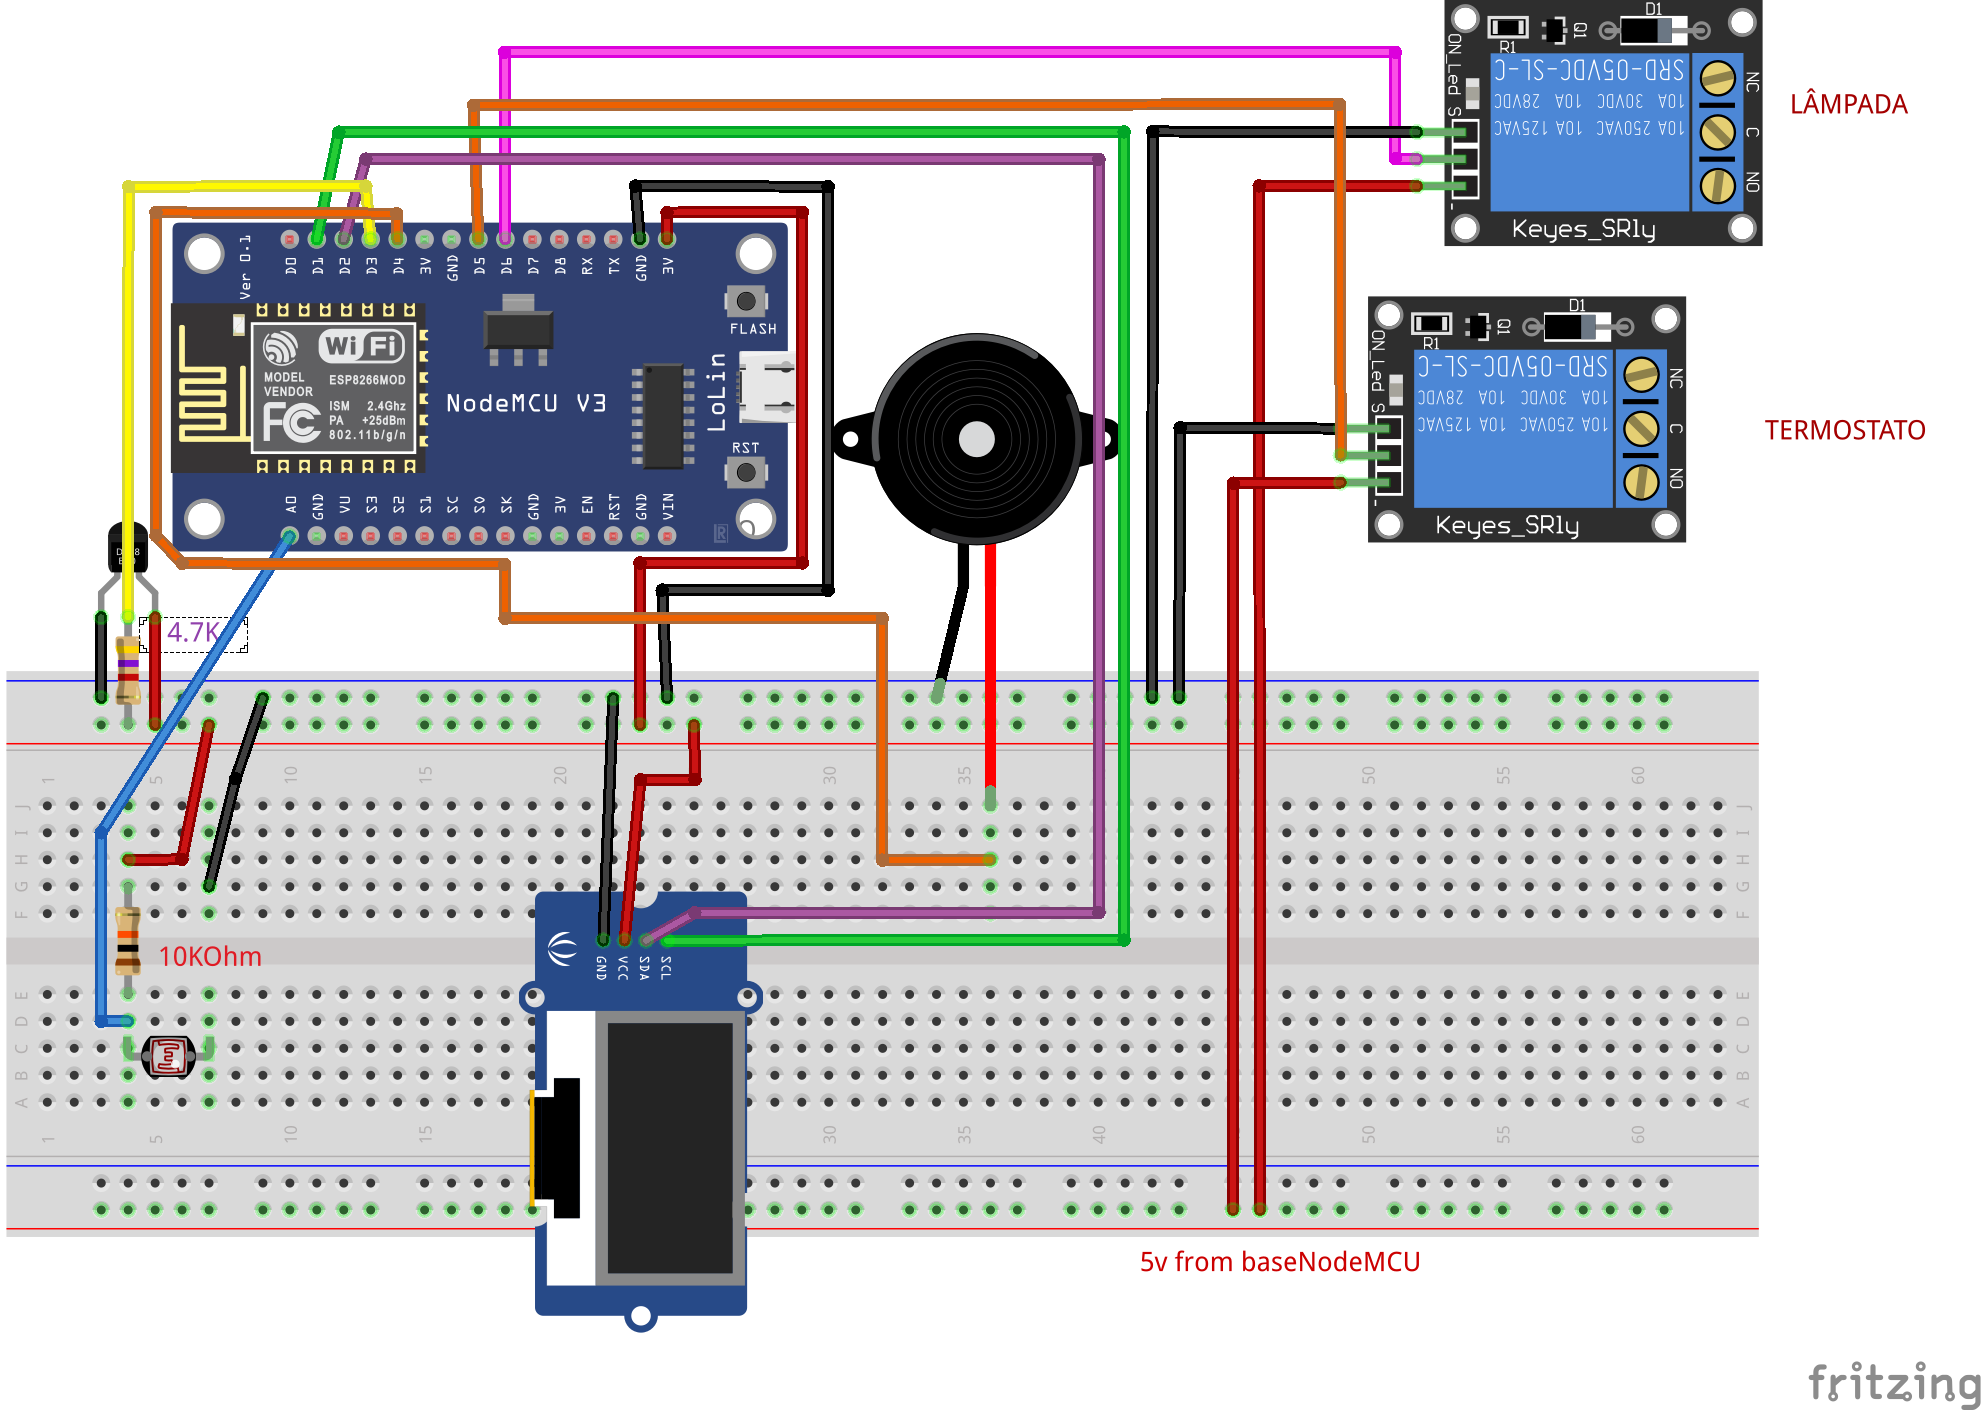 D1
R1
Q1
ON_Led
S
-
SRD-05VDC-SL-C
10A 30VDC 10A 28VDC
10A 250VAC 10A 125VAC
NC
C
NO
Keyes_SRly
LÂMPADA
D1
R1
Q1
ON_Led
S
-
SRD-05VDC-SL-C
10A 30VDC 10A 28VDC
10A 250VAC 10A 125VAC
NC
C
NO
Keyes_SRly
TERMOSTATO
Ver 0.1
D0 D1 D2 D3 D4 3V GND D5 D6 D7 D8 RX TX GND 3V
FLASH
WiFi
MODEL
VENDOR
ESP8266MOD
FC
ISM 2.4Ghz
PA +25dBm
802.11b/g/n
NodeMCU V3
LoLin
RST
A0 GND VU S3 S2 S1 SC S0 SK GND 3V EN RST GND VIN
4.7K
1 5 10 15 20 30 35 50 55 60
J J
I I
H H
G G
F F
10KOhm
GND VCC SDA SCL
E E
D D
C C
B B
A A
1 5 10 15 30 35 40 50 55 60
5v from baseNodeMCU
fritzing